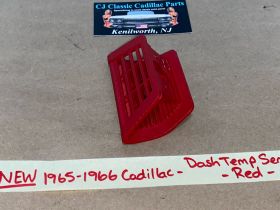 CJ Classic Cadillac Parts
Kenilworth, NJ
NEW 1965-1966 Cadillac - Dash Temp Sen
- Red -